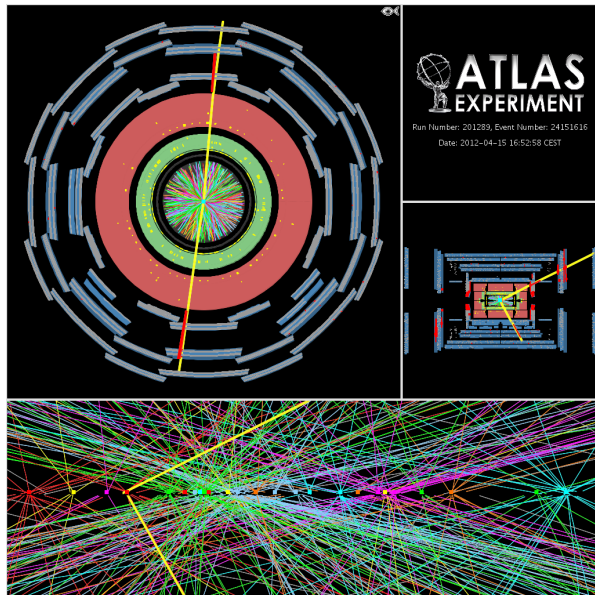 ATLAS
EXPERIMENT
Run Number: 201289, Event Number: 24151616
Date: 2012-04-15 16:52:58 CEST